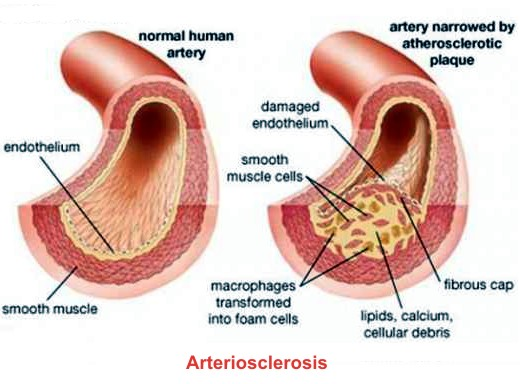 normal human
artery
endothelium
smooth muscle
artery narrowed by
atherosclerotic
plaque
damaged
endothelium
smooth
muscle cells
macrophages
transformed
into foam cells
lipids, calcium,
cellular debris
fibrous cap
Arteriosclerosis